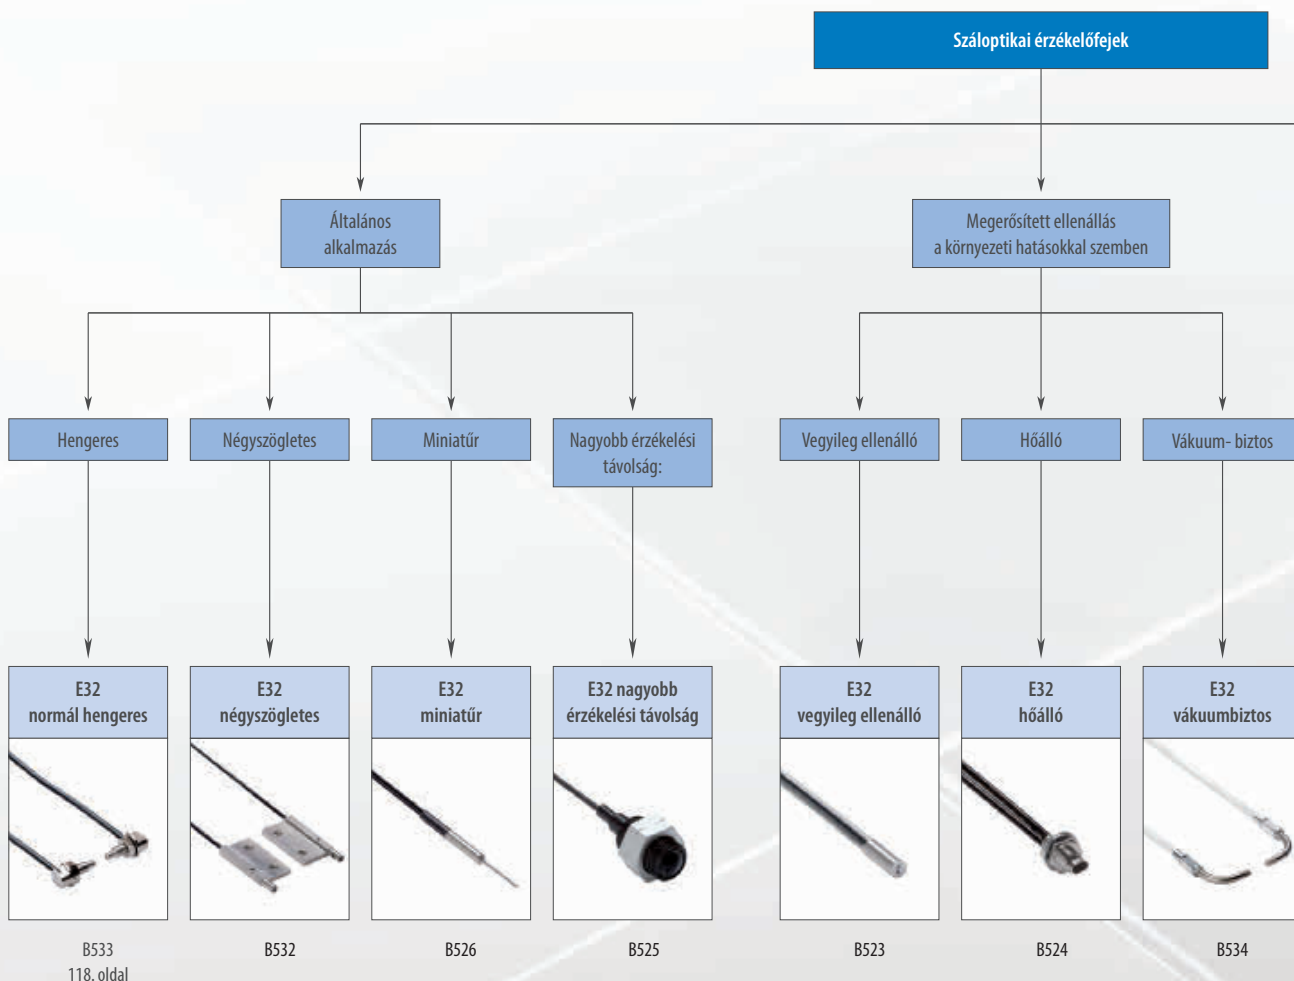 Száloptikai érzékelőfejek
Általános
alkalmazás
Megerősített ellenállás
a környezeti hatásokkal szemben
Hengeres
Négyszögletes
Miniatűr
Nagyobb érzékelési
távolság:
Vegyileg ellenálló
Hőálló
Vákuum- biztos
E32
normál hengeres
E32
négyszögletes
E32
miniatűr
E32 nagyobb
érzékelési távolság
E32
vegyileg ellenálló
E32
hőálló
E32
vákuumbiztos
B533
118. oldal
B532
B526
B525
B523
B524
B534